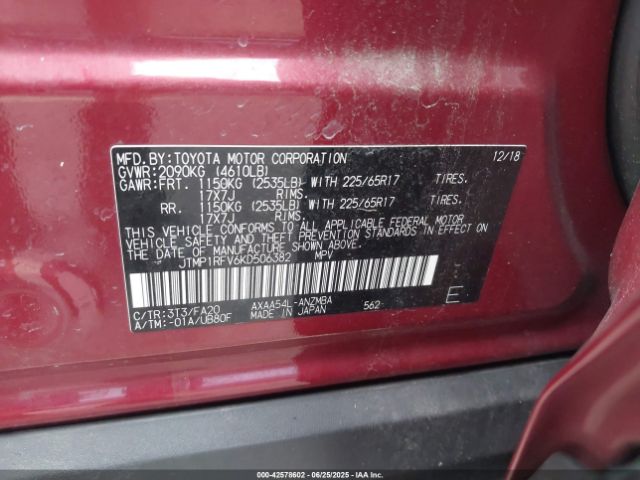 MFD. BY: TOYOTA MOTOR CORPORATION 12/18
GVWR: 2090KG (4610LB)
GAWR: FRT. 1150KG (2535LB) WITH 225/65R17 TIRES.
17X7J RIMS.
RR. 1150KG (2535LB) WITH 225/65R17 TIRES.
17X7J RIMS.
THIS VEHICLE CONFORMS TO ALL APPLICABLE FEDERAL MOTOR
VEHICLE SAFETY AND THEFT PREVENTION STANDARDS IN EFFECT ON
THE DATE OF MANUFACTURE SHOWN ABOVE.
JTMP1RFV6KD506382 MPV
C/TR: 3T3/FA20 AXAA54L-ANZMBA 562 E
A/TM: -01A/UB80F MADE IN JAPAN
000-42578602 - 06/25/2025 - Copyright © IAA, LLC